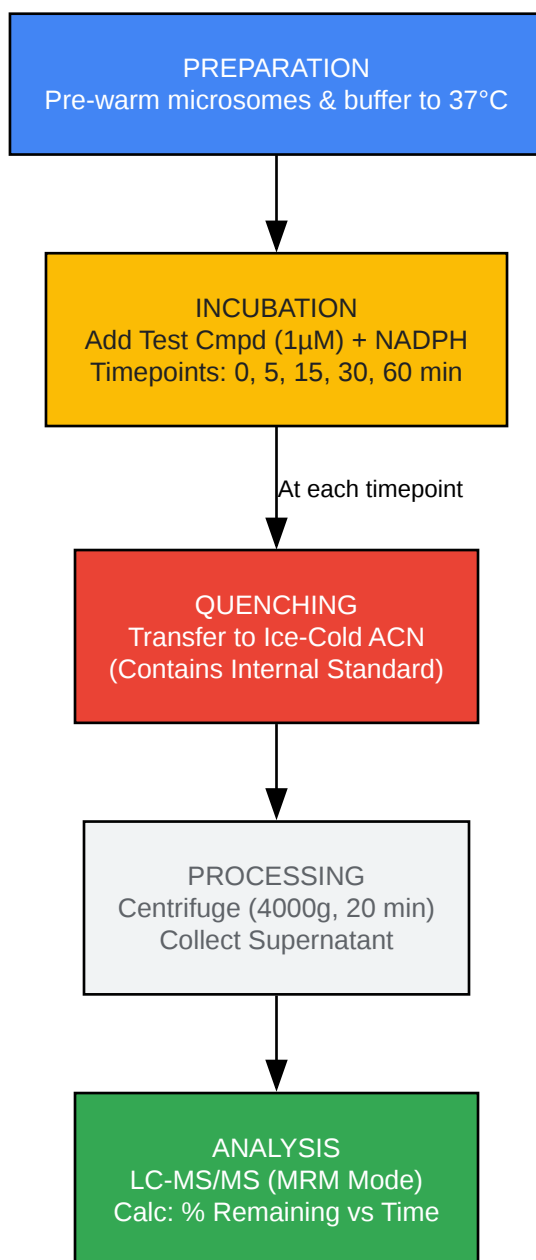 PREPARATION
Pre-warm microsomes & buffer to 37°C
INCUBATION
Add Test Cmpd (1µM) + NADPH
Timepoints: 0, 5, 15, 30, 60 min
At each timepoint
QUENCHING
Transfer to Ice-Cold ACN
(Contains Internal Standard)
PROCESSING
Centrifuge (4000g, 20 min)
Collect Supernatant
ANALYSIS
LC-MS/MS (MRM Mode)
Calc: % Remaining vs Time